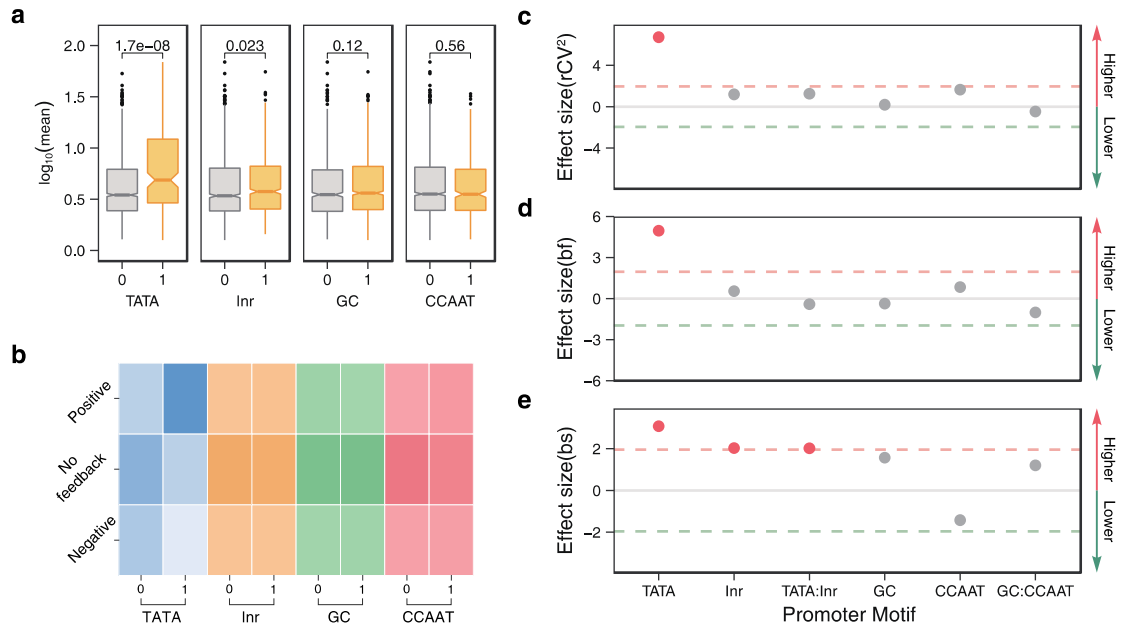 a
1.7e−08
0.023
0.12
0.56
log₁₀(mean)
2.0
1.5
1.0
0.5
0.0
0 1
0 1
0 1
0 1
TATA
Inr
GC
CCAAT
b
Positive
No
feedback
Negative
0 1
0 1
0 1
0 1
TATA
Inr
GC
CCAAT
c
Effect size(rCV²)
4
0
−4
Higher
Lower
d
Effect size(bf)
6
3
0
−3
−6
Higher
Lower
e
Effect size(bs)
2
0
−2
Higher
Lower
TATA
Inr
TATA:Inr
GC
CCAAT
GC:CCAAT
Promoter Motif